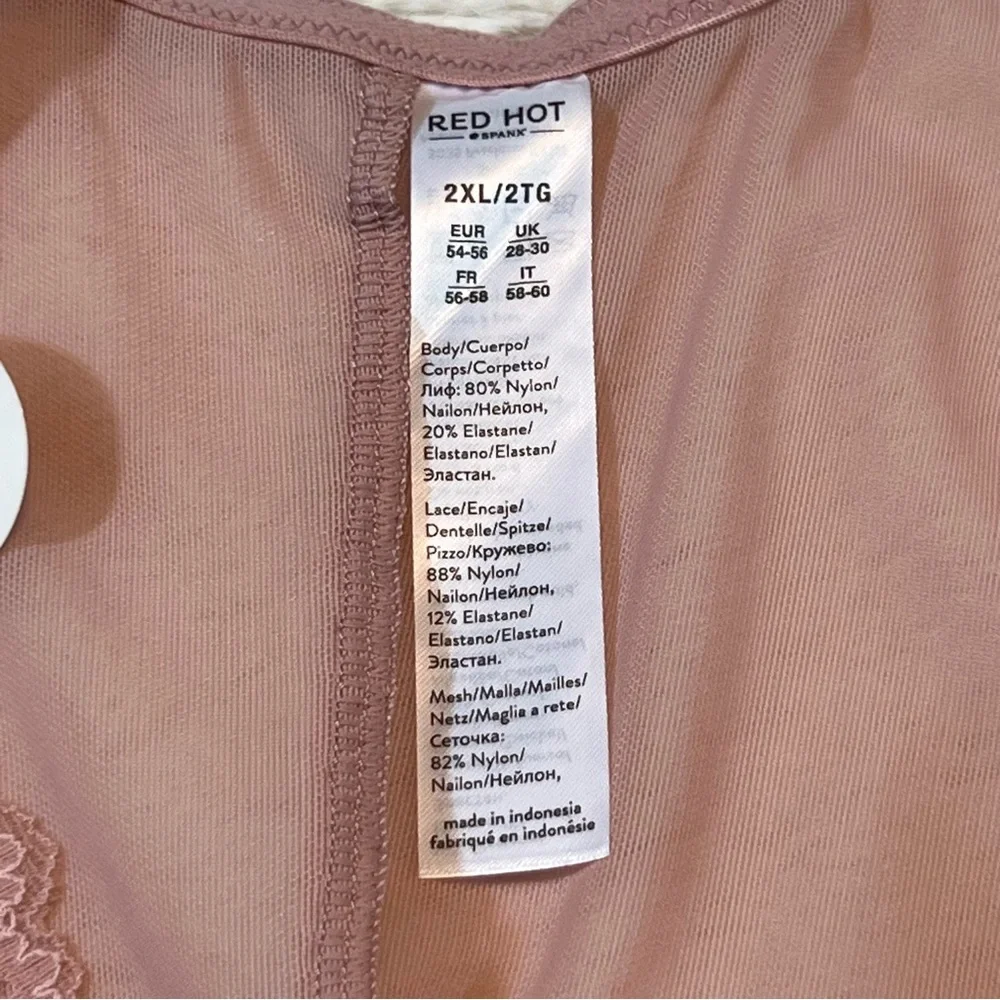 RED HOT
SPANX
2XL/2TG
EUR UK
54-56 28-30
FR IT
56-58 58-60
Body/Cuerpo/
Corps/Corpetto/
Лиф: 80% Nylon/
Nailon/Нейлон,
20% Elastane/
Elastano/Elastan/
Эластан.
Lace/Encaje/
Dentelle/Spitze/
Pizzo/Кружево:
88% Nylon/
Nailon/Нейлон,
12% Elastane/
Elastano/Elastan/
Эластан.
Mesh/Malla/Mailles/
Netz/Maglia a rete/
Сеточка:
82% Nylon/
Nailon/Нейлон,
made in indonesia
fabriqué en indonésie